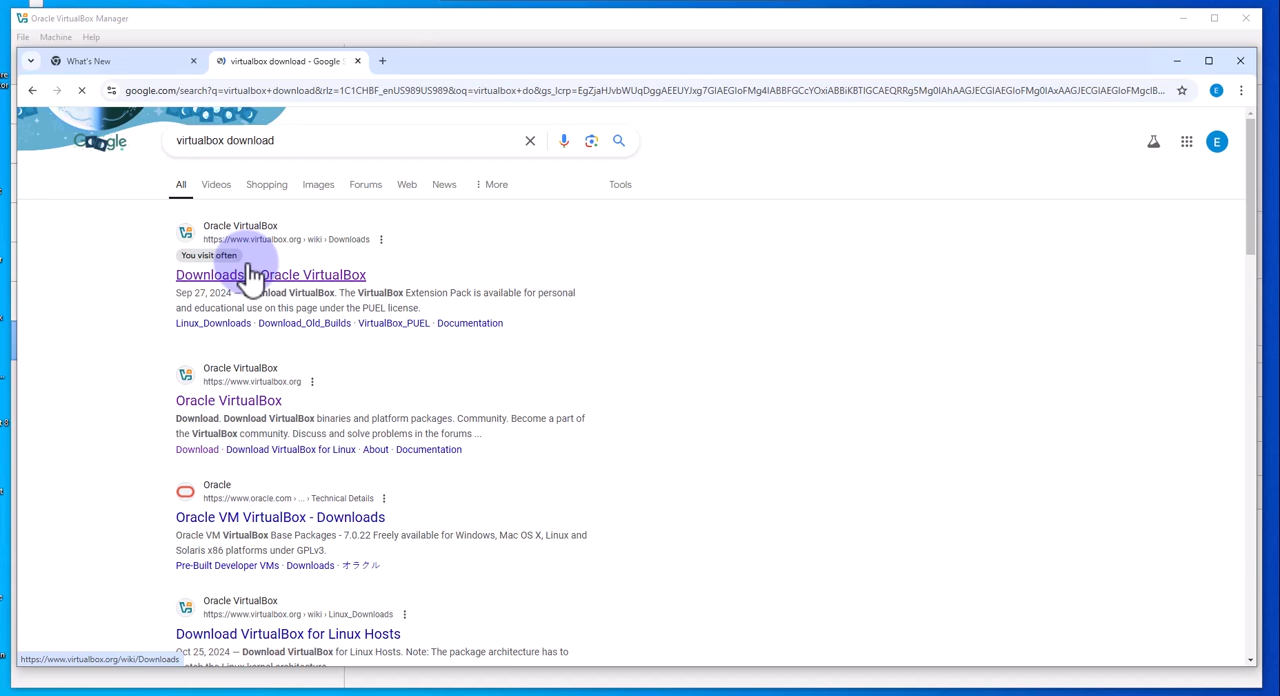 Oracle VirtualBox Manager
File Machine Help
What's New
virtualbox download - Google S
google.com/search?q=virtualbox+download&rlz=1C1CHBF_enUS989US989&oq=virtualbox+do&gs_lcrp=
Google
virtualbox download
E
All Videos Shopping Images Forums Web News More Tools
Oracle VirtualBox
https://www.virtualbox.org › wiki › Downloads
You visit often
Downloads Oracle VirtualBox
Sep 27, 2024 — VirtualBox. The VirtualBox Extension Pack is available for personal
and educational use on this page under the PUEL license.
Linux_Downloads · Download_Old_Builds · VirtualBox_PUEL · Documentation
Oracle VirtualBox
https://www.virtualbox.org
Oracle VirtualBox
Download. Download VirtualBox binaries and platform packages. Community. Become a part of
the VirtualBox community. Discuss and solve problems in the forums ...
Download · Download VirtualBox for Linux · About · Documentation
Oracle
https://www.oracle.com › ... › Technical Details
Oracle VM VirtualBox - Downloads
Oracle VM VirtualBox Base Packages - 7.0.22 Freely available for Windows, Mac OS X, Linux and
Solaris x86 platforms under GPLv3.
Pre-Built Developer VMs · Downloads · オラクル
Oracle VirtualBox
https://www.virtualbox.org › wiki › Linux_Downloads
Download VirtualBox for Linux Hosts
Oct 25, 2024 — Download VirtualBox for Linux Hosts. Note: The package architecture has to
match the Linux kernel architecture
https://www.virtualbox.org/wiki/Downloads